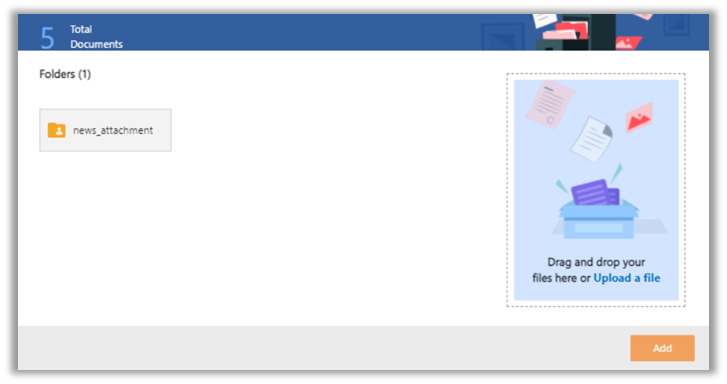 5
Total
Documents
Folders (1)
news_attachment
Drag and drop your
files here or Upload a file
Add